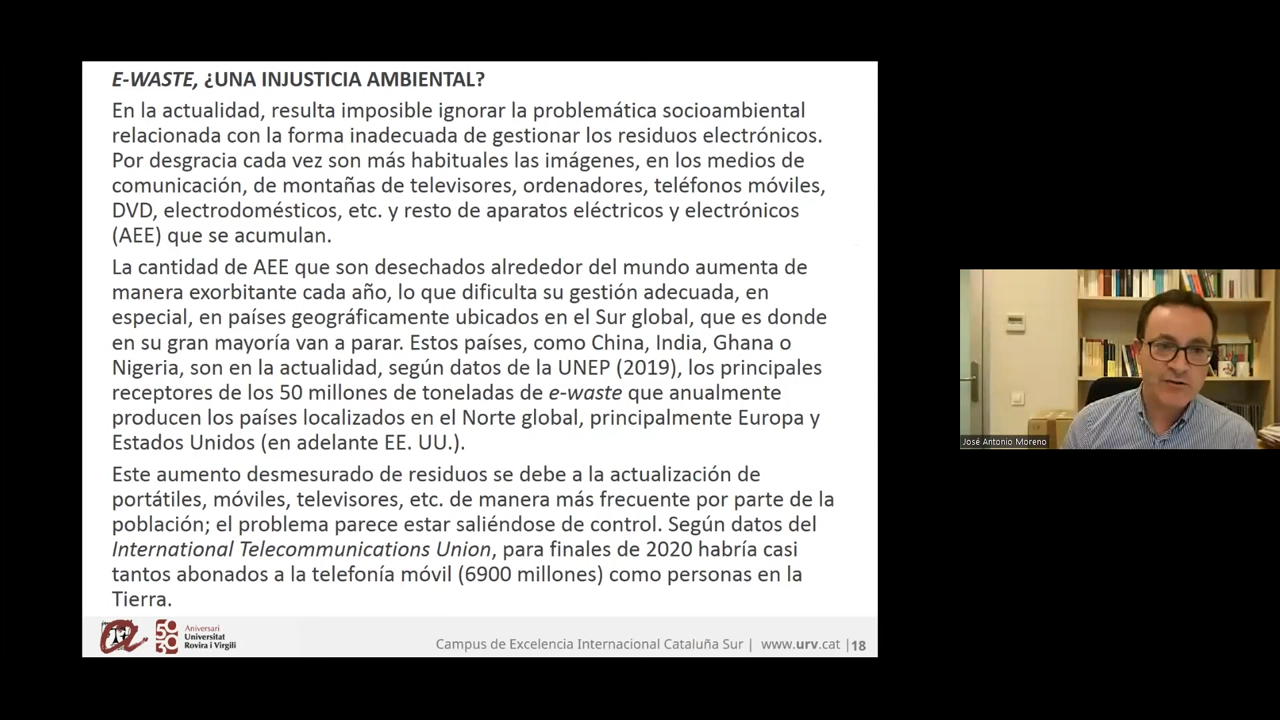 E-WASTE, ¿UNA INJUSTICIA AMBIENTAL?
En la actualidad, resulta imposible ignorar la problemática socioambiental
relacionada con la forma inadecuada de gestionar los residuos electrónicos.
Por desgracia cada vez son más habituales las imágenes, en los medios de
comunicación, de montañas de televisores, ordenadores, teléfonos móviles,
DVD, electrodomésticos, etc. y resto de aparatos eléctricos y electrónicos
(AEE) que se acumulan.
La cantidad de AEE que son desechados alrededor del mundo aumenta de
manera exorbitante cada año, lo que dificulta su gestión adecuada, en
especial, en países geográficamente ubicados en el Sur global, que es donde
en su gran mayoría van a parar. Estos países, como China, India, Ghana o
Nigeria, son en la actualidad, según datos de la UNEP (2019), los principales
receptores de los 50 millones de toneladas de e-waste que anualmente
producen los países localizados en el Norte global, principalmente Europa y
Estados Unidos (en adelante EE. UU.).
Este aumento desmesurado de residuos se debe a la actualización de
portátiles, móviles, televisores, etc. de manera más frecuente por parte de la
población; el problema parece estar saliéndose de control. Según datos del
International Telecommunications Union, para finales de 2020 habría casi
tantos abonados a la telefonía móvil (6900 millones) como personas en la
Tierra.
Aniversari
Universitat
Rovira i Virgili
Campus de Excelencia Internacional Cataluña Sur | www.urv.cat |18
José Antonio Moreno